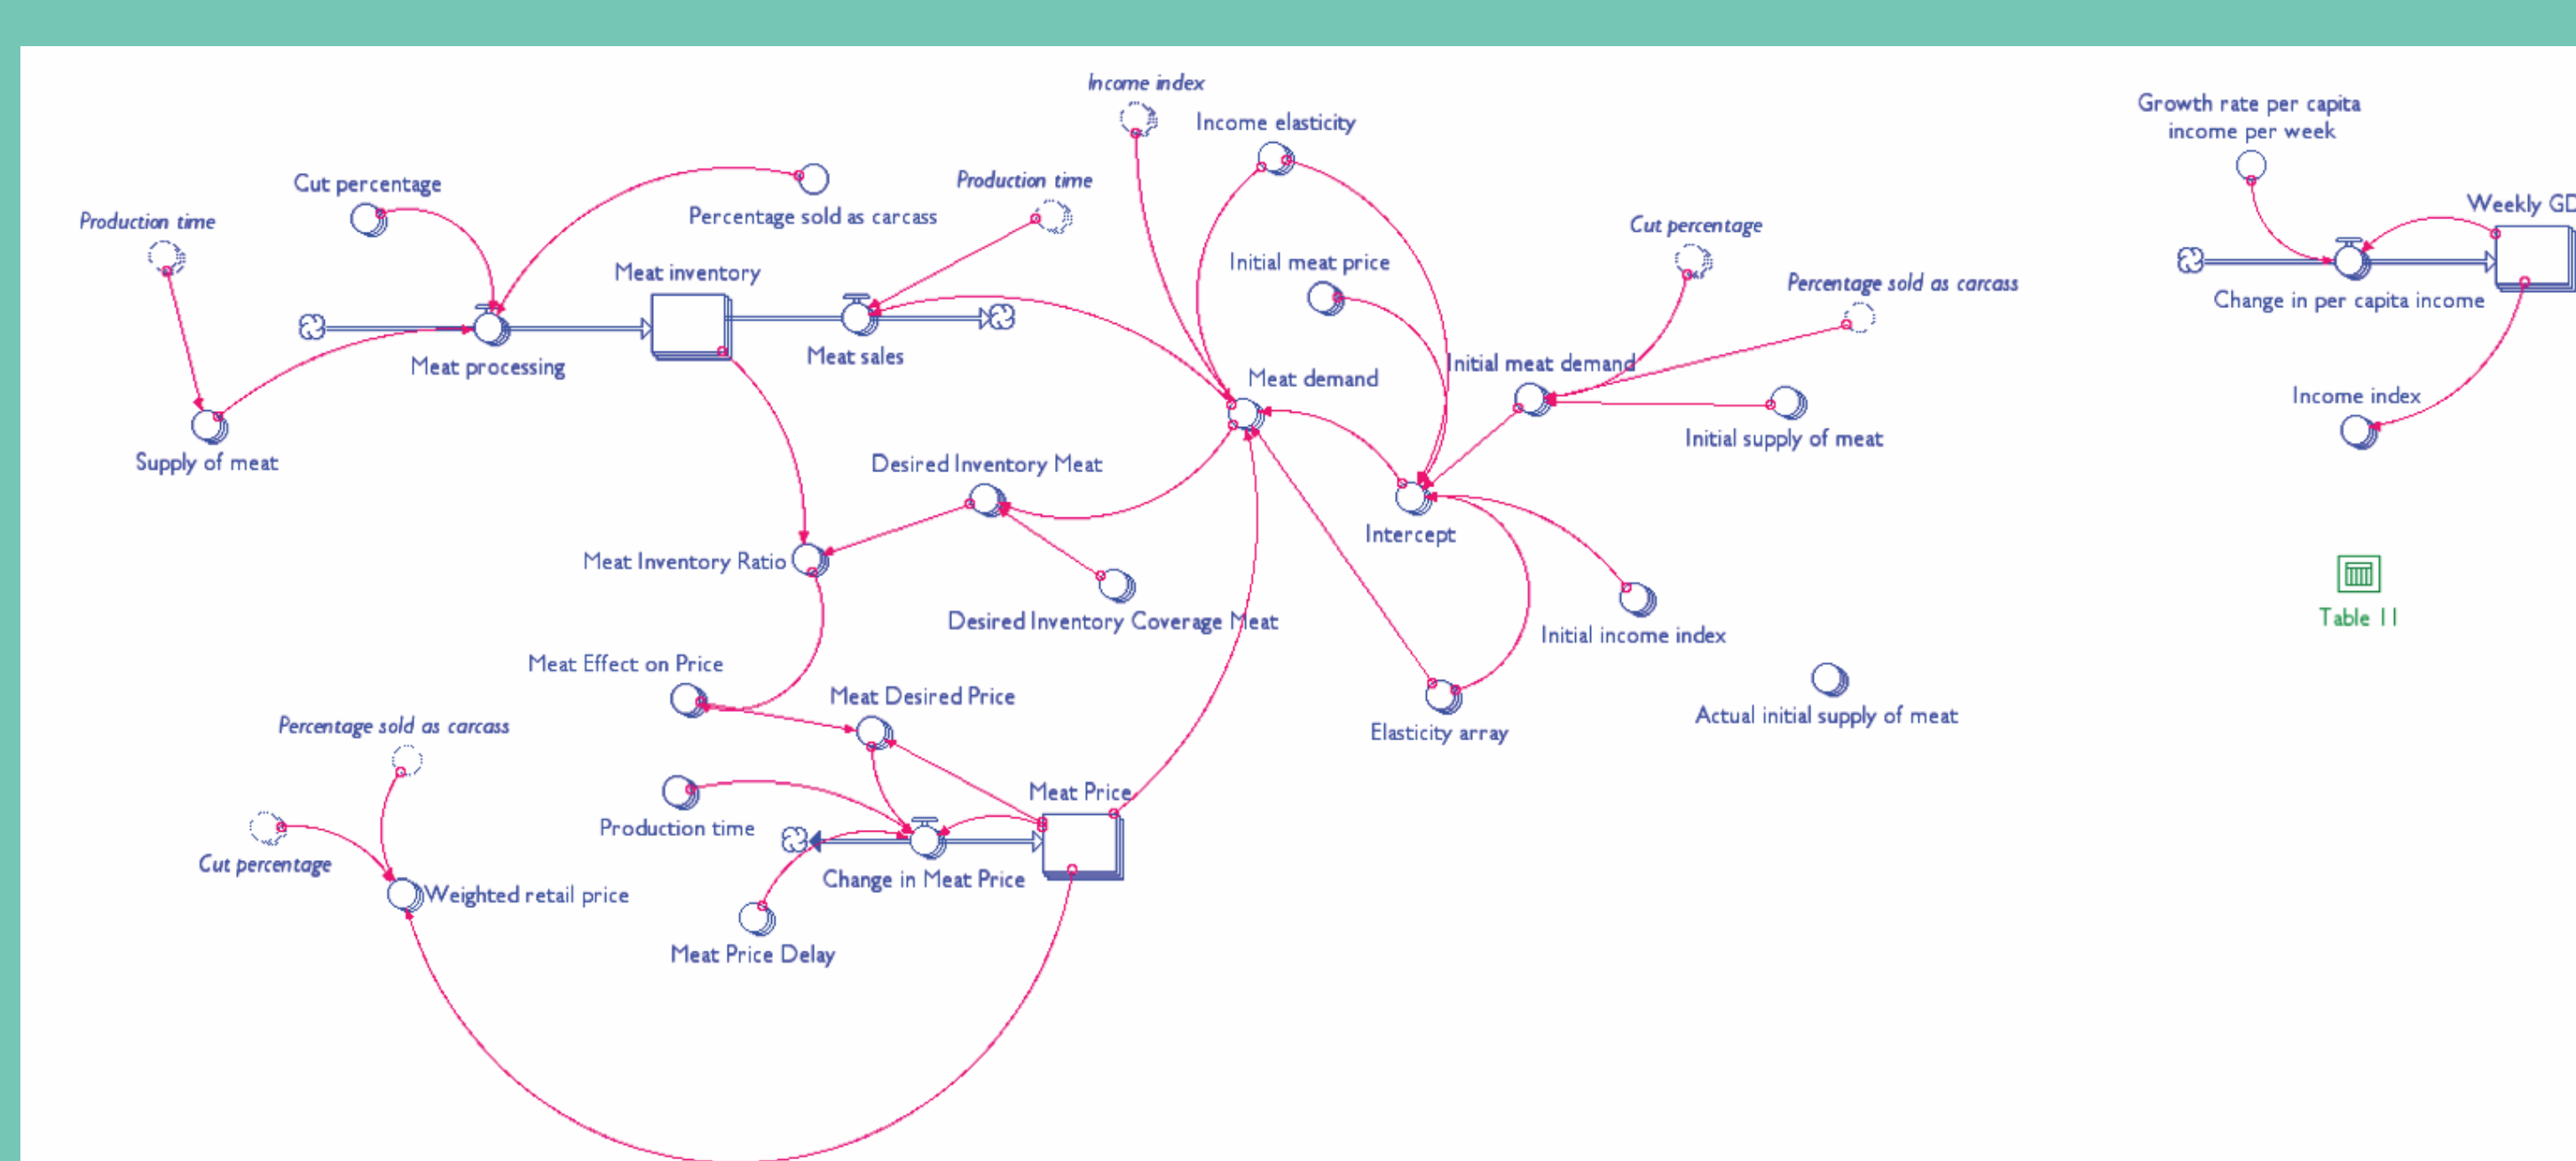 Income index
Income elasticity
Growth rate per capita
income per week
Cut percentage
Production time
Percentage sold as carcass
Production time
Cut percentage
Weekly GD
Meat inventory
Initial meat price
Percentage sold as carcass
Change in per capita income
Meat processing
Meat sales
Meat demand
Initial meat demand
Income index
Supply of meat
Desired Inventory Meat
Initial supply of meat
Meat Inventory Ratio
Intercept
Desired Inventory Coverage Meat
Initial income index
Table 11
Meat Effect on Price
Meat Desired Price
Percentage sold as carcass
Elasticity array
Actual initial supply of meat
Meat Price
Production time
Cut percentage
Weighted retail price
Change in Meat Price
Meat Price Delay